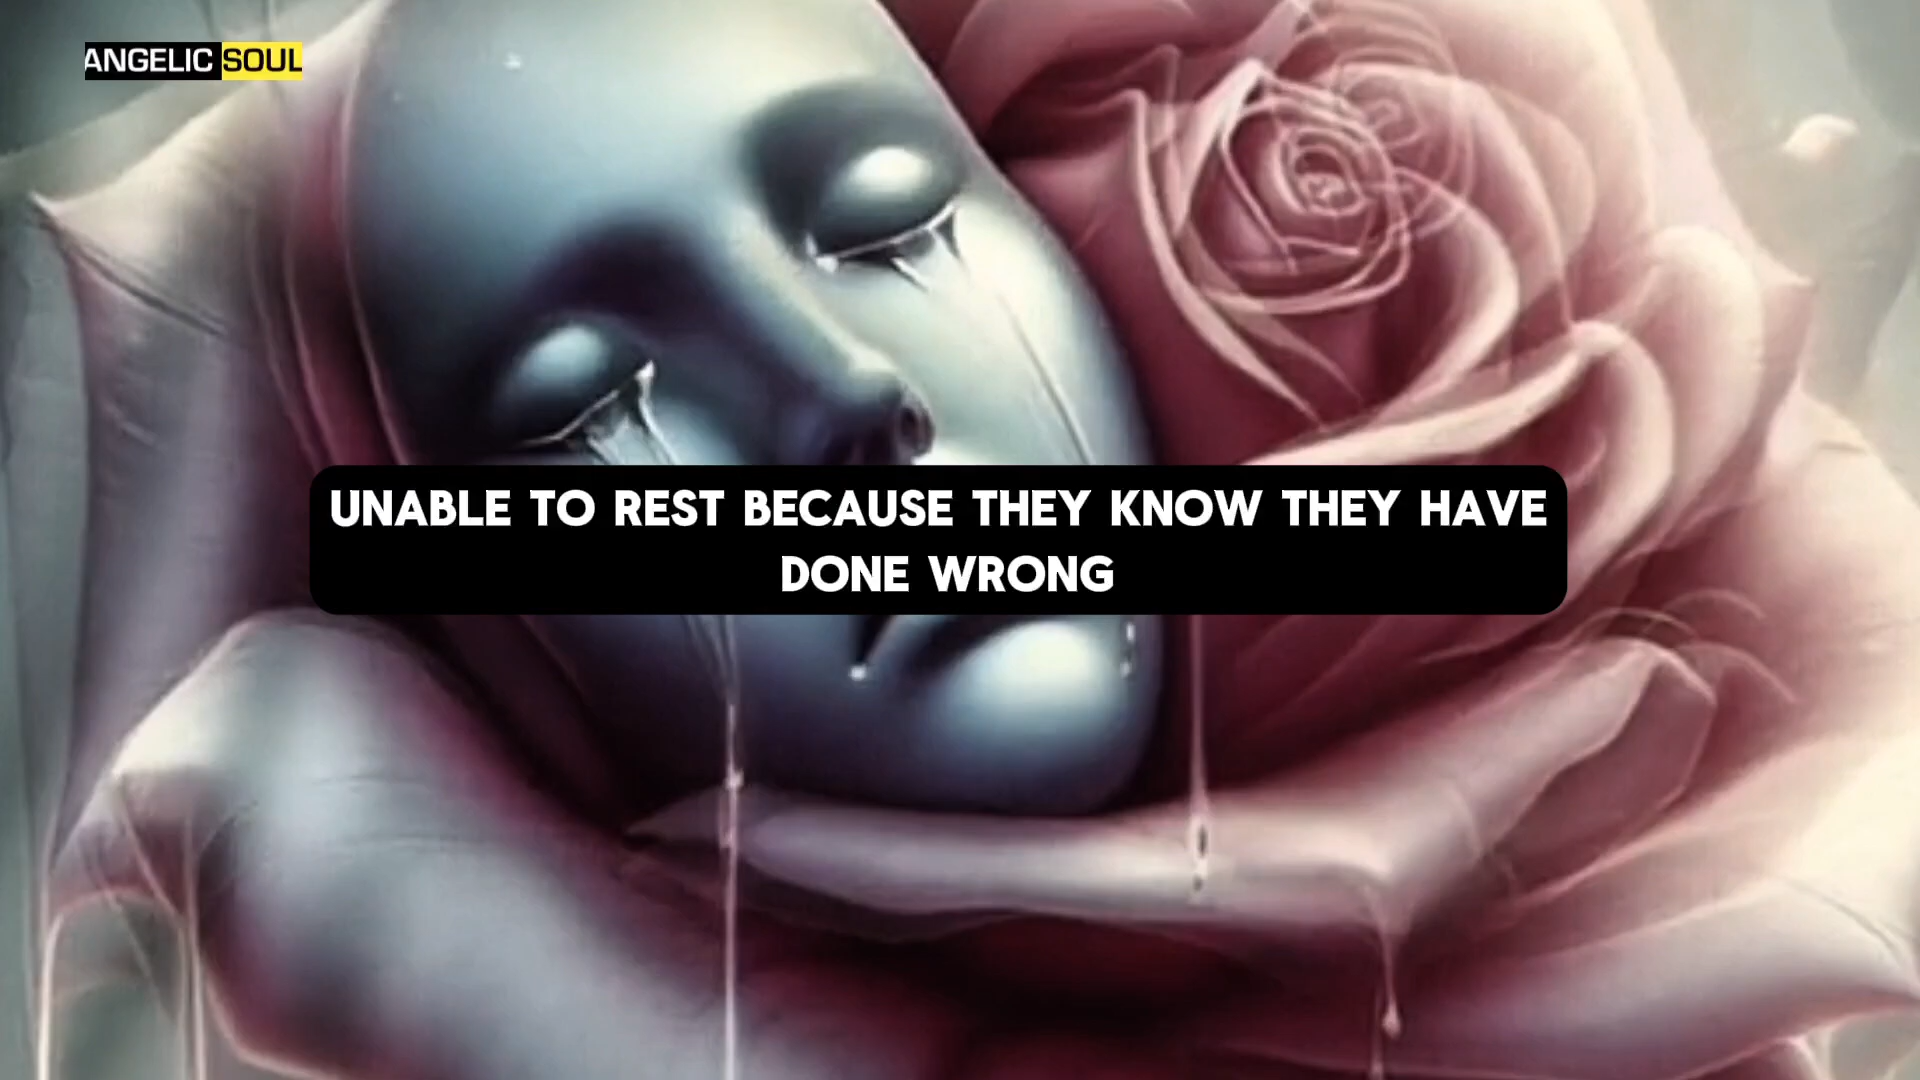 ANGELIC SOUL
UNABLE TO REST BECAUSE THEY KNOW THEY HAVE
DONE WRONG